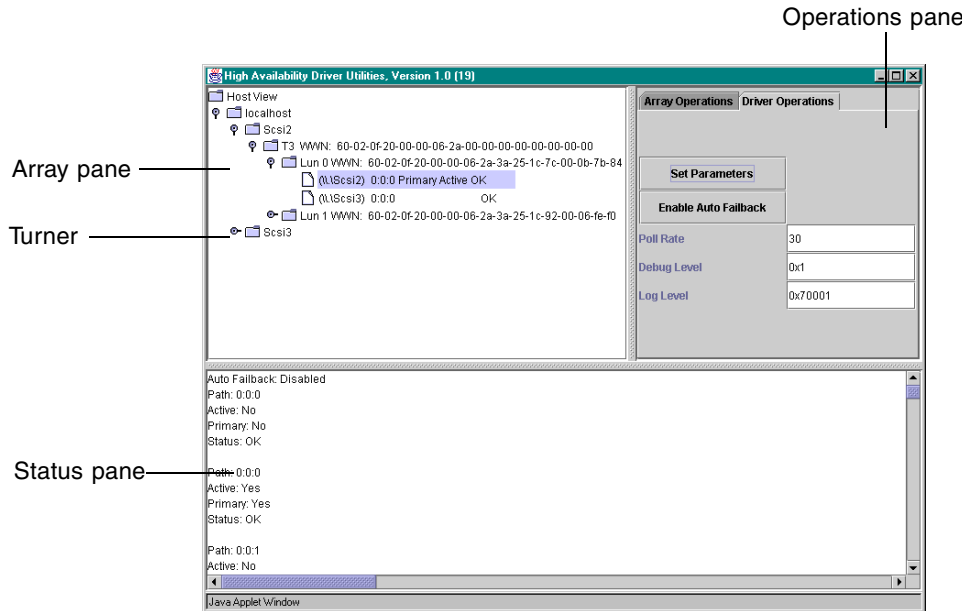 Operations pane
High Availability Driver Utilities, Version 1.0 (19)
Host View
localhost
Scsi2
T3 WWN: 60-02-0f-20-00-00-06-2a-00-00-00-00-00-00-00-00
Lun 0 WWN: 60-02-0f-20-00-00-06-2a-3a-25-1c-7c-00-0b-7b-84
(\\.\Scsi2) 0:0:0 Primary Active OK
(\\.\Scsi3) 0:0:0 OK
Lun 1 WWN: 60-02-0f-20-00-00-06-2a-3a-25-1c-92-00-06-fe-f0
Scsi3
Array pane
Turner
Array Operations Driver Operations
Set Parameters
Enable Auto Failback
Poll Rate 30
Debug Level 0x1
Log Level 0x70001
Status pane
Auto Failback: Disabled
Path: 0:0:0
Active: No
Primary: No
Status: OK
Path: 0:0:0
Active: Yes
Primary: Yes
Status: OK
Path: 0:0:1
Active: No
Java Applet Window